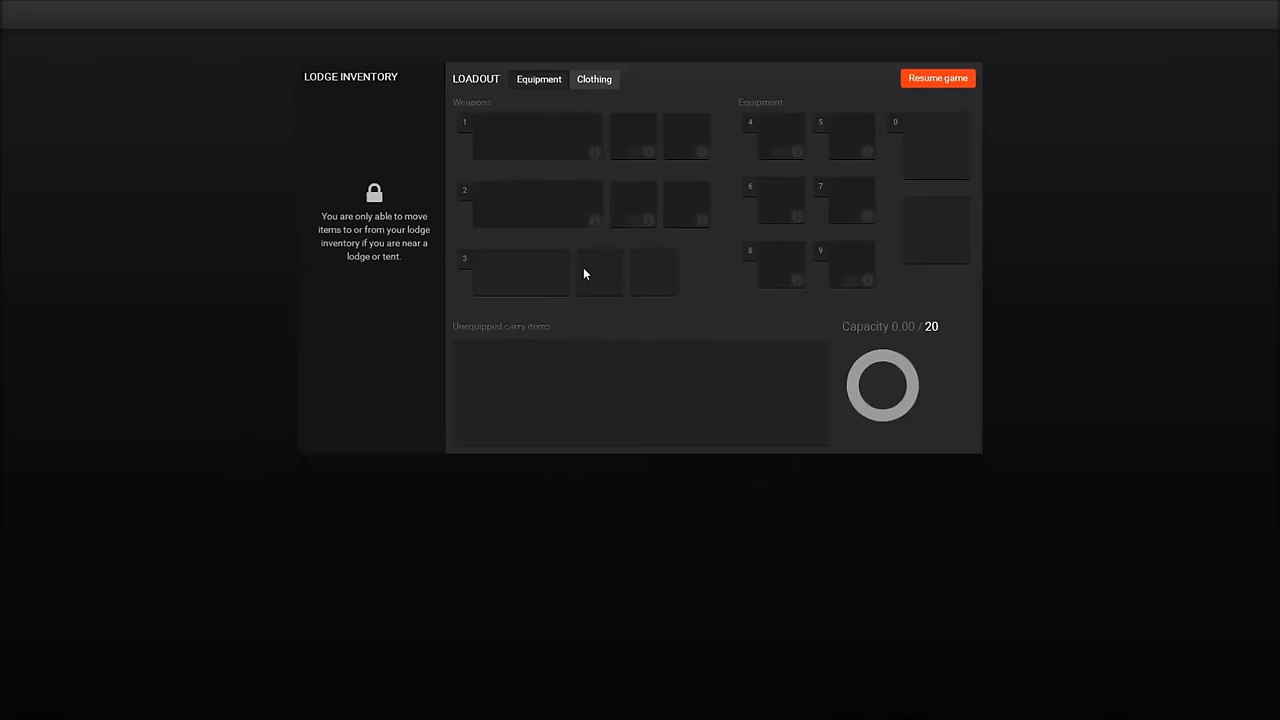 LODGE INVENTORY
You are only able to move
items to or from your lodge
inventory if you are near a
lodge or tent.
LOADOUT Equipment Clothing Resume game
Weapons
1
2
3
Equipment
4 5 0
6 7
8 9
Unequipped carry items
Capacity 0.00 / 20